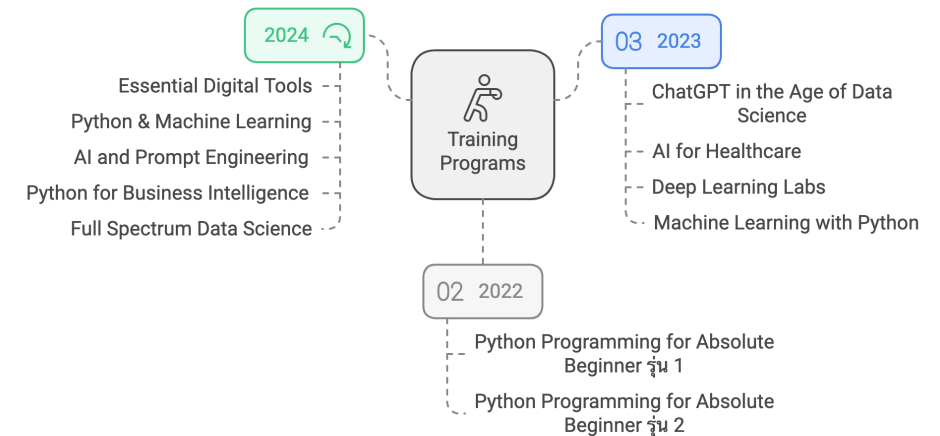 2024
Essential Digital Tools
Python & Machine Learning
AI and Prompt Engineering
Python for Business Intelligence
Full Spectrum Data Science
Training
Programs
03 2023
ChatGPT in the Age of Data
Science
AI for Healthcare
Deep Learning Labs
Machine Learning with Python
02 2022
Python Programming for Absolute
Beginner รุ่น 1
Python Programming for Absolute
Beginner รุ่น 2